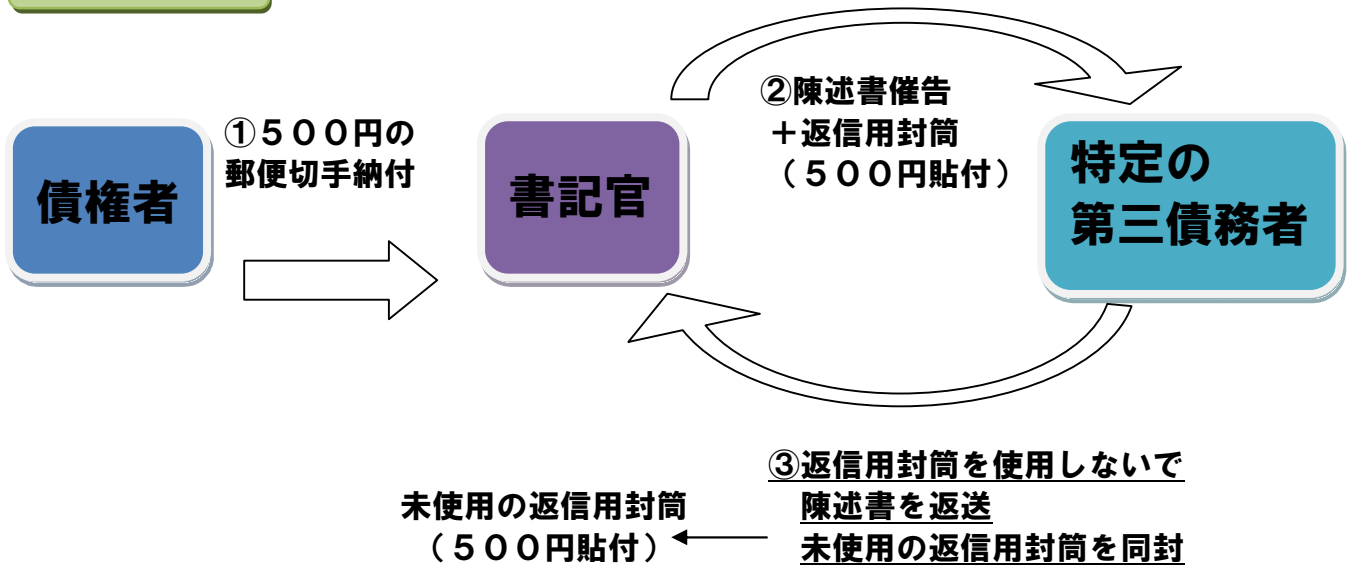 債権者
①５００円の
郵便切手納付
書記官
②陳述書催告
＋返信用封筒
（５００円貼付）
特定の
第三債務者
③返信用封筒を使用しないで
陳述書を返送
未使用の返信用封筒を同封
未使用の返信用封筒
（５００円貼付）